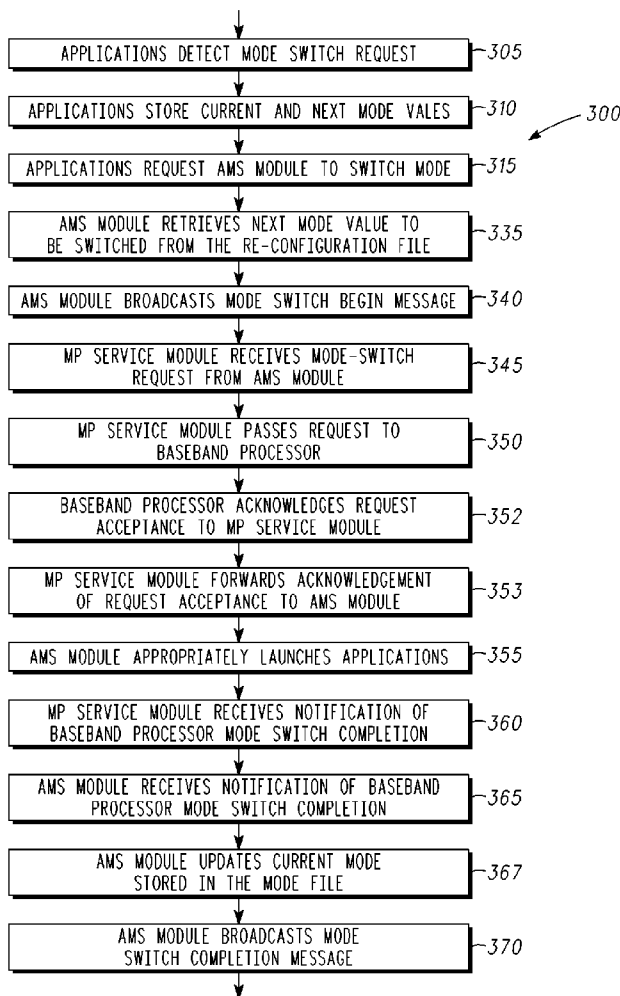 APPLICATIONS DETECT MODE SWITCH REQUEST 305
APPLICATIONS STORE CURRENT AND NEXT MODE VALES 310
300
APPLICATIONS REQUEST AMS MODULE TO SWITCH MODE 315
AMS MODULE RETRIEVES NEXT MODE VALUE TO
BE SWITCHED FROM THE RE-CONFIGURATION FILE 335
AMS MODULE BROADCASTS MODE SWITCH BEGIN MESSAGE 340
MP SERVICE MODULE RECEIVES MODE-SWITCH
REQUEST FROM AMS MODULE 345
MP SERVICE MODULE PASSES REQUEST TO
BASEBAND PROCESSOR 350
BASEBAND PROCESSOR ACKNOWLEDGES REQUEST
ACCEPTANCE TO MP SERVICE MODULE 352
MP SERVICE MODULE FORWARDS ACKNOWLEDGEMENT
OF REQUEST ACCEPTANCE TO AMS MODULE 353
AMS MODULE APPROPRIATELY LAUNCHES APPLICATIONS 355
MP SERVICE MODULE RECEIVES NOTIFICATION OF
BASEBAND PROCESSOR MODE SWITCH COMPLETION 360
AMS MODULE RECEIVES NOTIFICATION OF BASEBAND
PROCESSOR MODE SWITCH COMPLETION 365
AMS MODULE UPDATES CURRENT MODE
STORED IN THE MODE FILE 367
AMS MODULE BROADCASTS MODE
SWITCH COMPLETION MESSAGE 370